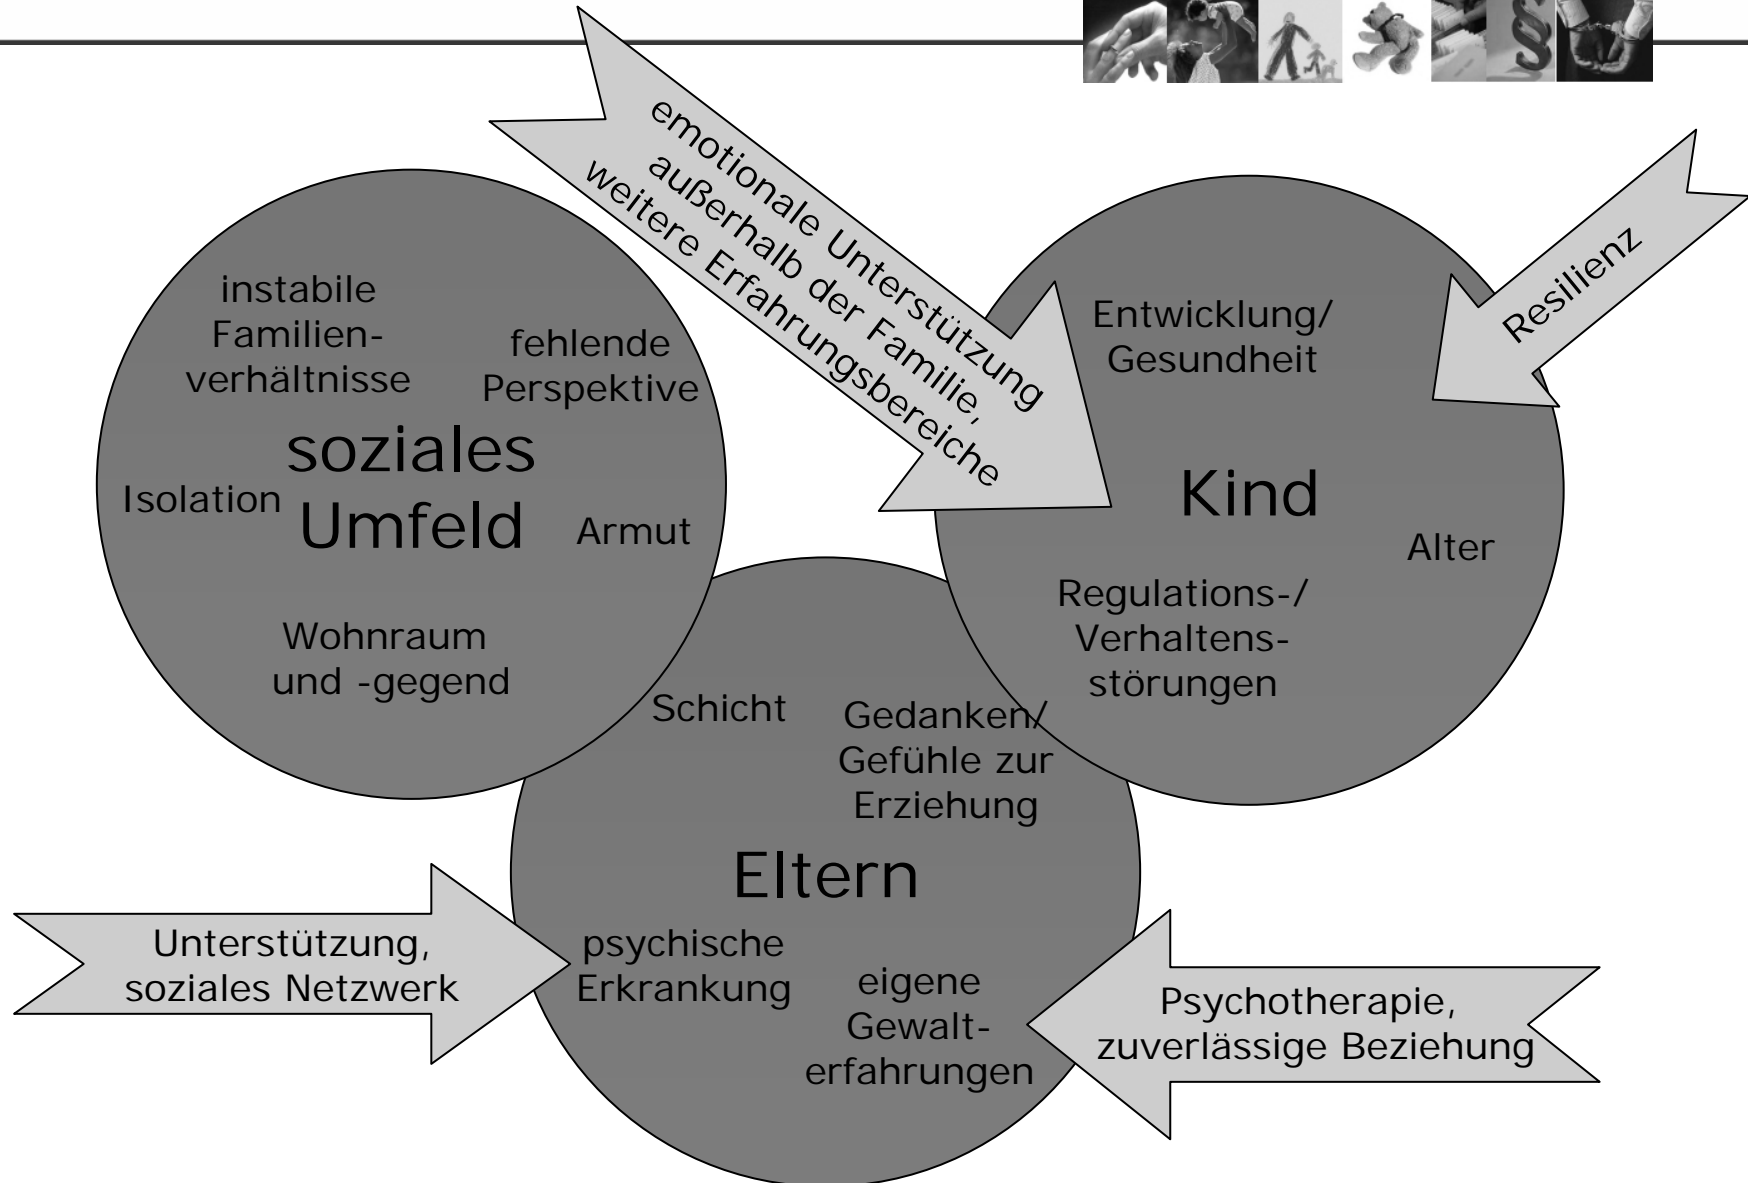 emotionale Unterstützung
außerhalb der Familie,
weitere Erfahrungsbereiche
Resilienz
instabile
Familien-
verhältnisse
fehlende
Perspektive
soziales
Umfeld
Isolation
Armut
Wohnraum
und -gegend
Entwicklung/
Gesundheit
Kind
Alter
Regulations-/
Verhaltens-
störungen
Schicht
Gedanken/
Gefühle zur
Erziehung
Eltern
psychische
Erkrankung
eigene
Gewalt-
erfahrungen
Unterstützung,
soziales Netzwerk
Psychotherapie,
zuverlässige Beziehung
§